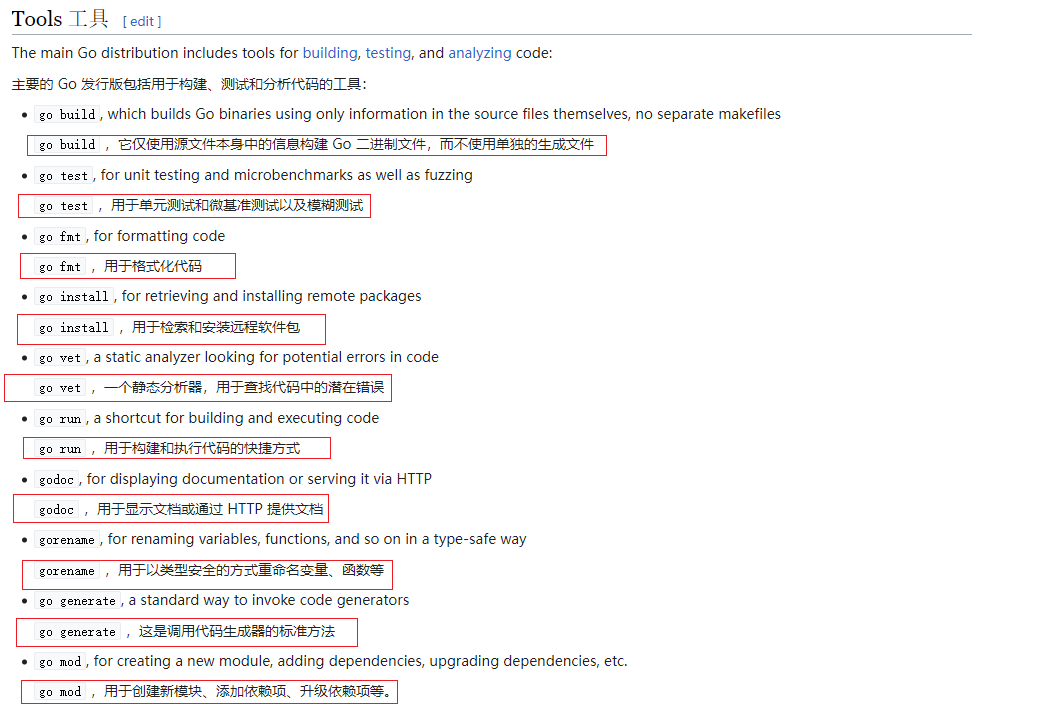 Tools 工具 [ edit ]
The main Go distribution includes tools for building, testing, and analyzing code:
主要的 Go 发行版包括用于构建、测试和分析代码的工具：
• go build, which builds Go binaries using only information in the source files themselves, no separate makefiles
go build ，它仅使用源文件本身中的信息构建 Go 二进制文件，而不使用单独的生成文件
• go test, for unit testing and microbenchmarks as well as fuzzing
go test ，用于单元测试和微基准测试以及模糊测试
• go fmt, for formatting code
go fmt ，用于格式化代码
• go install, for retrieving and installing remote packages
go install ，用于检索和安装远程软件包
• go vet, a static analyzer looking for potential errors in code
go vet ，一个静态分析器，用于查找代码中的潜在错误
• go run, a shortcut for building and executing code
go run ，用于构建和执行代码的快捷方式
• godoc, for displaying documentation or serving it via HTTP
godoc ，用于显示文档或通过 HTTP 提供文档
• gorename, for renaming variables, functions, and so on in a type-safe way
gorename ，用于以类型安全的方式重命名变量、函数等
• go generate, a standard way to invoke code generators
go generate ，这是调用代码生成器的标准方法
• go mod, for creating a new module, adding dependencies, upgrading dependencies, etc.
go mod ，用于创建新模块、添加依赖项、升级依赖项等。